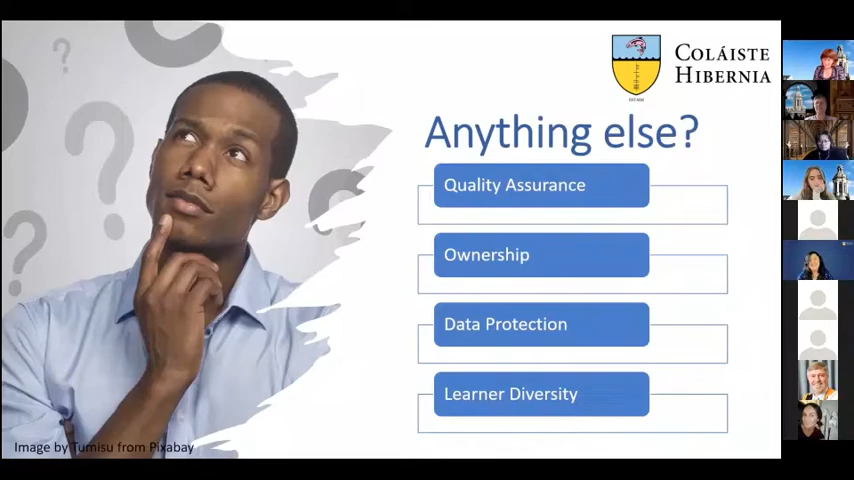 COLÁISTE
HIBERNIA
Anything else?
Quality Assurance
Ownership
Data Protection
Learner Diversity
Image by Tumisu from Pixabay